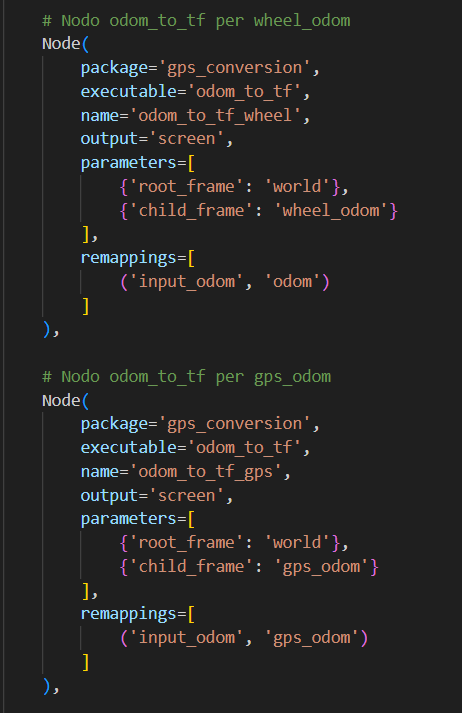 # Nodo odom_to_tf per wheel_odom
Node(
    package='gps_conversion',
    executable='odom_to_tf',
    name='odom_to_tf_wheel',
    output='screen',
    parameters=[
        {'root_frame': 'world'},
        {'child_frame': 'wheel_odom'}
    ],
    remappings=[
        ('input_odom', 'odom')
    ]
),
# Nodo odom_to_tf per gps_odom
Node(
    package='gps_conversion',
    executable='odom_to_tf',
    name='odom_to_tf_gps',
    output='screen',
    parameters=[
        {'root_frame': 'world'},
        {'child_frame': 'gps_odom'}
    ],
    remappings=[
        ('input_odom', 'gps_odom')
    ]
),